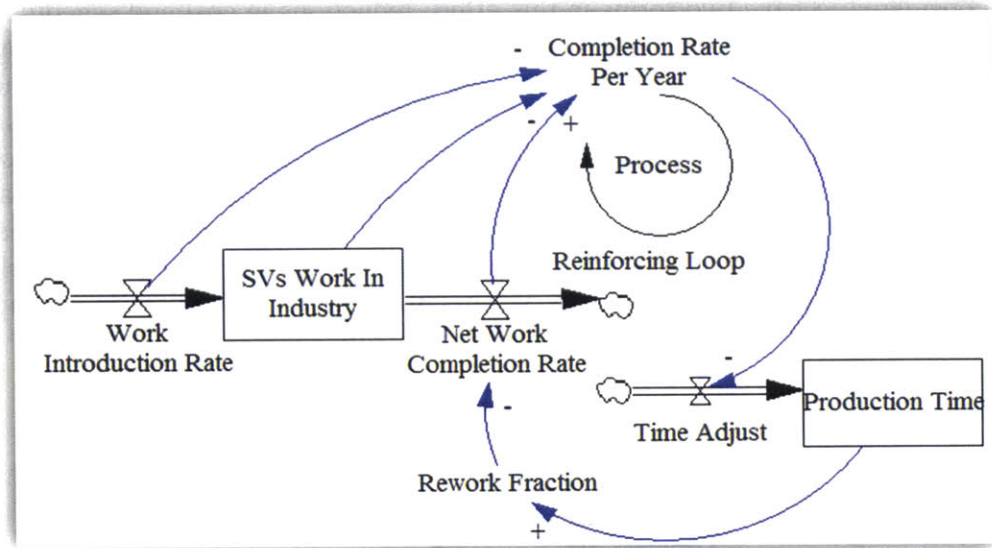 -
Completion Rate
Per Year
-
+
Process
Reinforcing Loop
SVs Work In
Industry
Work
Introduction Rate
Net Work
Completion Rate
-
-
Production Time
Time Adjust
Rework Fraction
+